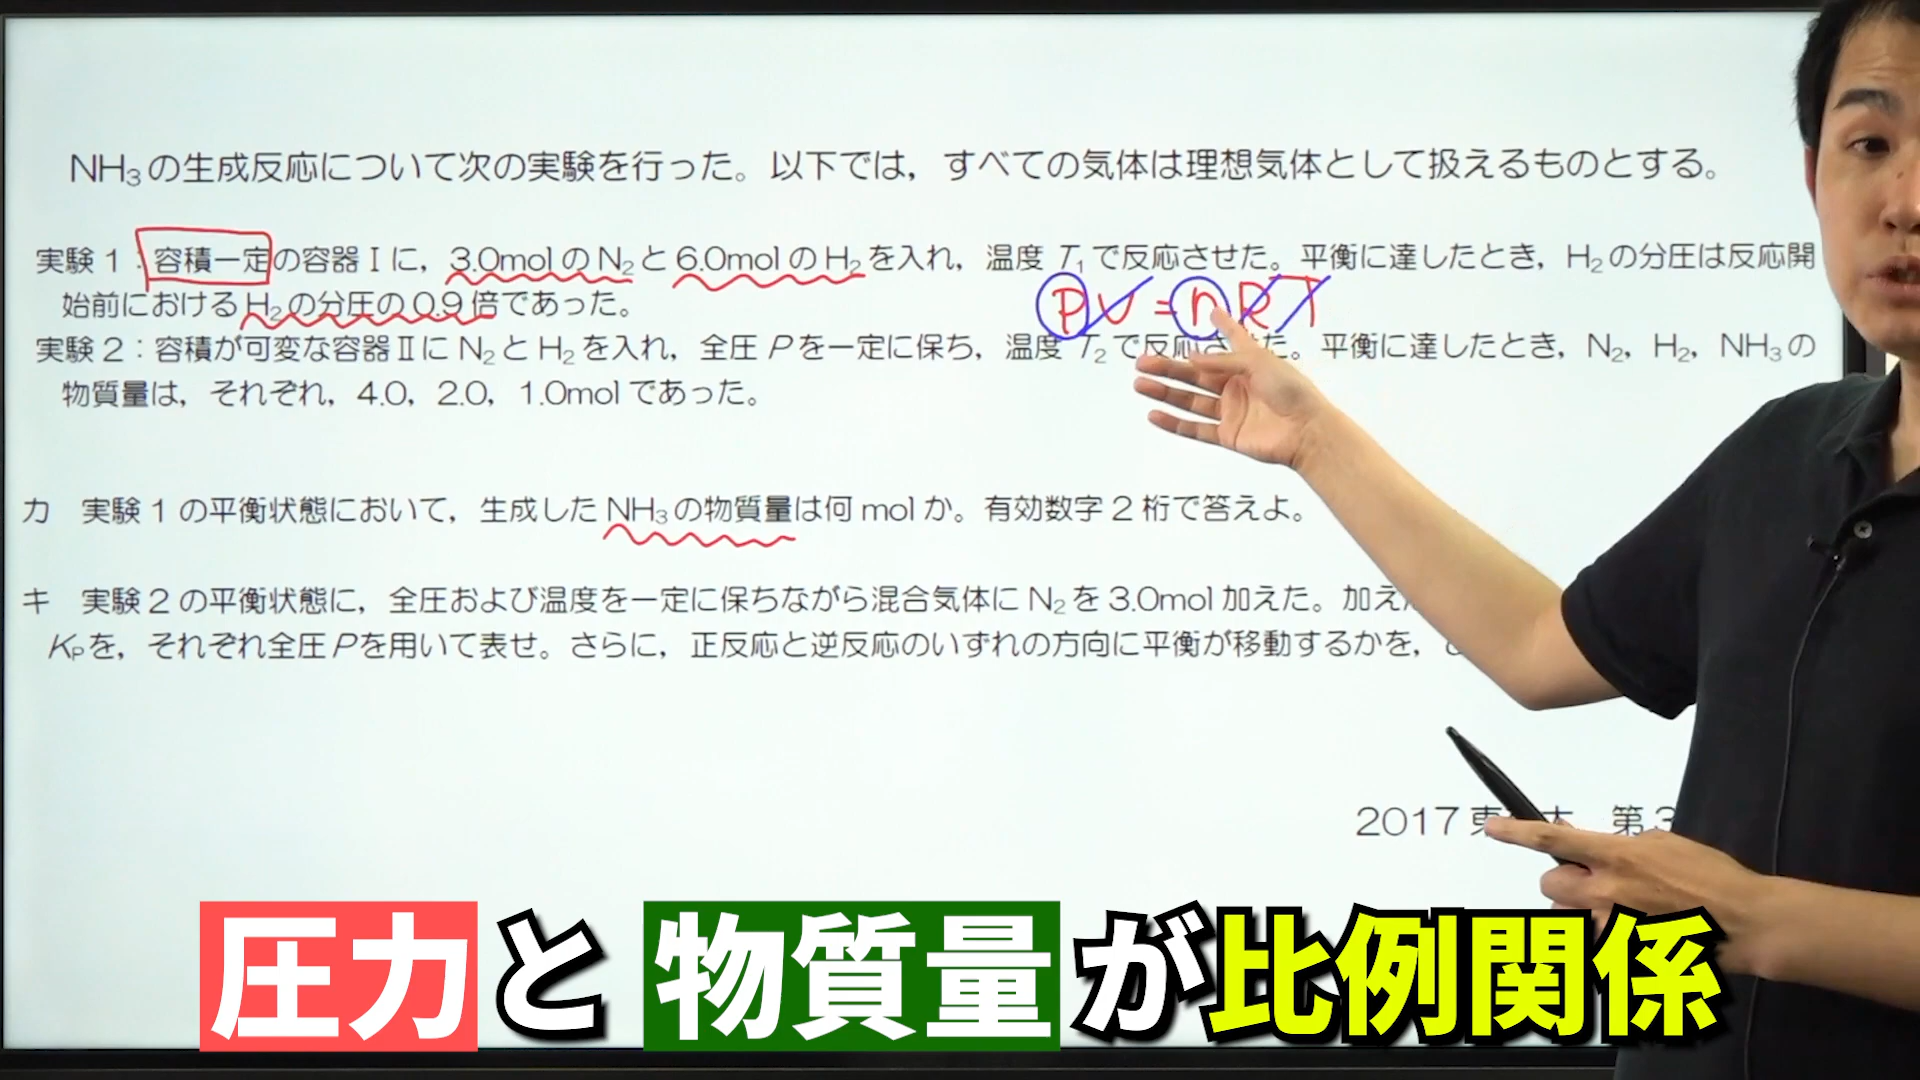 NH₃の生成反応について次の実験を行った。以下では，すべての気体は理想気体として扱えるものとする。
実験１：容積一定の容器Ⅰに，3.0molのN₂と6.0molのH₂を入れ，温度T₁で反応させた。平衡に達したとき，H₂の分圧は反応開
始前におけるH₂の分圧の0.9倍であった。
PV=nRT
実験２：容積が可変な容器ⅡにN₂とH₂を入れ，全圧Pを一定に保ち，温度T₂で反応させた。平衡に達したとき，N₂，H₂，NH₃の
物質量は，それぞれ，4.0，2.0，1.0molであった。
カ　実験１の平衡状態において，生成したNH₃の物質量は何molか。有効数字２桁で答えよ。
キ　実験２の平衡状態に，全圧および温度を一定に保ちながら混合気体にN₂を3.0mol加えた。加え
KPを，それぞれ全圧Pを用いて表せ。さらに，正反応と逆反応のいずれの方向に平衡が移動するかを，
2017東 大 第3
圧力と物質量が比例関係